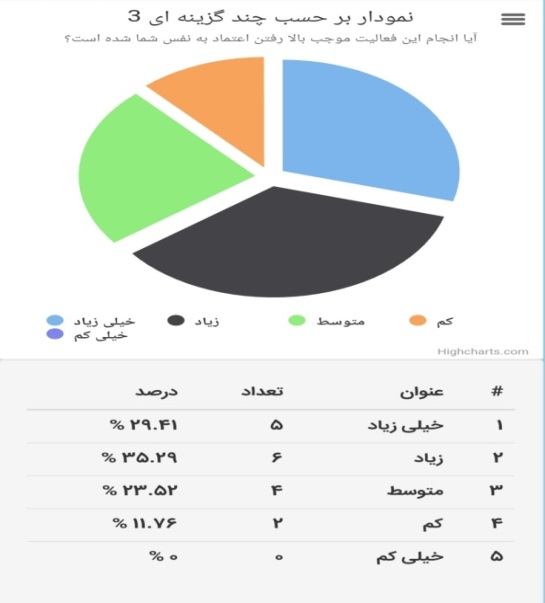 نمودار بر حسب چند گزینه ای 3
آیا انجام این فعالیت موجب بالا رفتن اعتماد به نفس شما شده است؟
خیلی زیاد زیاد متوسط کم
خیلی کم
Highcharts.com
# عنوان تعداد درصد
۱ خیلی زیاد ۵ ۲۹.۴۱ %
۲ زیاد ۶ ۳۵.۲۹ %
۳ متوسط ۴ ۲۳.۵۲ %
۴ کم ۲ ۱۱.۷۶ %
۵ خیلی کم ۰ ۰ %